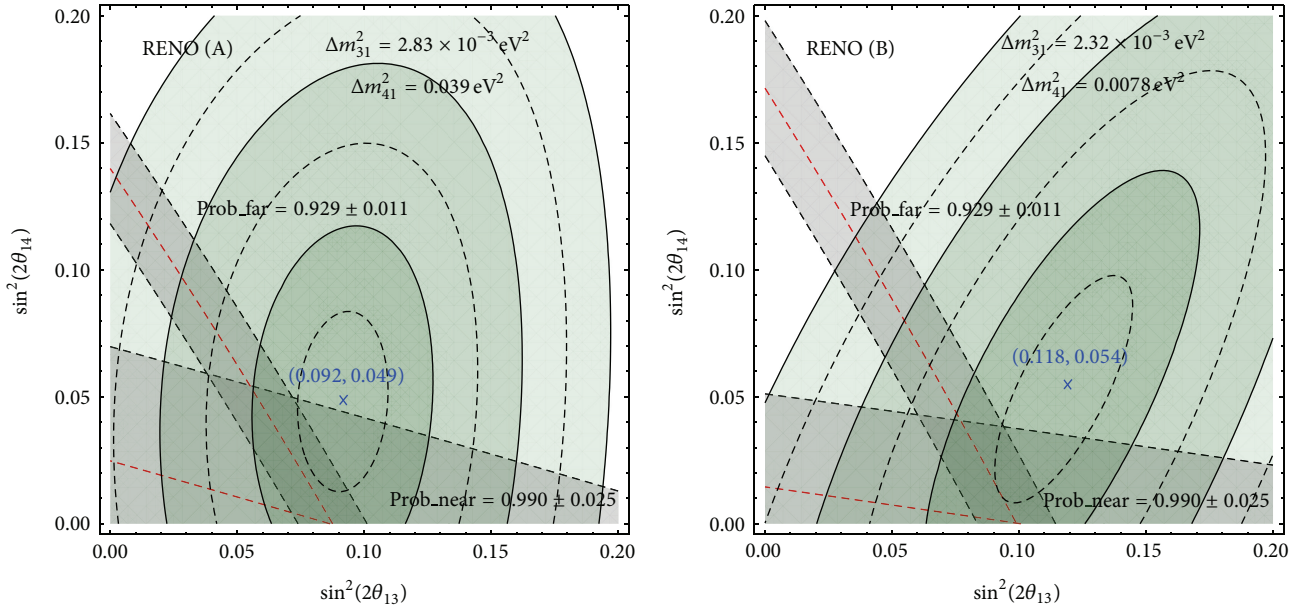 RENO (A)
Δm²₃₁ = 2.83 × 10⁻³ eV²
Δm²₄₁ = 0.039 eV²
Prob_far = 0.929 ± 0.011
(0.092, 0.049)
Prob_near = 0.990 ± 0.025
0.20
0.15
0.10
0.05
0.00
0.00 0.05 0.10 0.15 0.20
sin²(2θ₁₄)
sin²(2θ₁₃)
RENO (B)
Δm²₃₁ = 2.32 × 10⁻³ eV²
Δm²₄₁ = 0.0078 eV²
Prob_far = 0.929 ± 0.011
(0.118, 0.054)
Prob_near = 0.990 ± 0.025
0.20
0.15
0.10
0.05
0.00
0.00 0.05 0.10 0.15 0.20
sin²(2θ₁₄)
sin²(2θ₁₃)